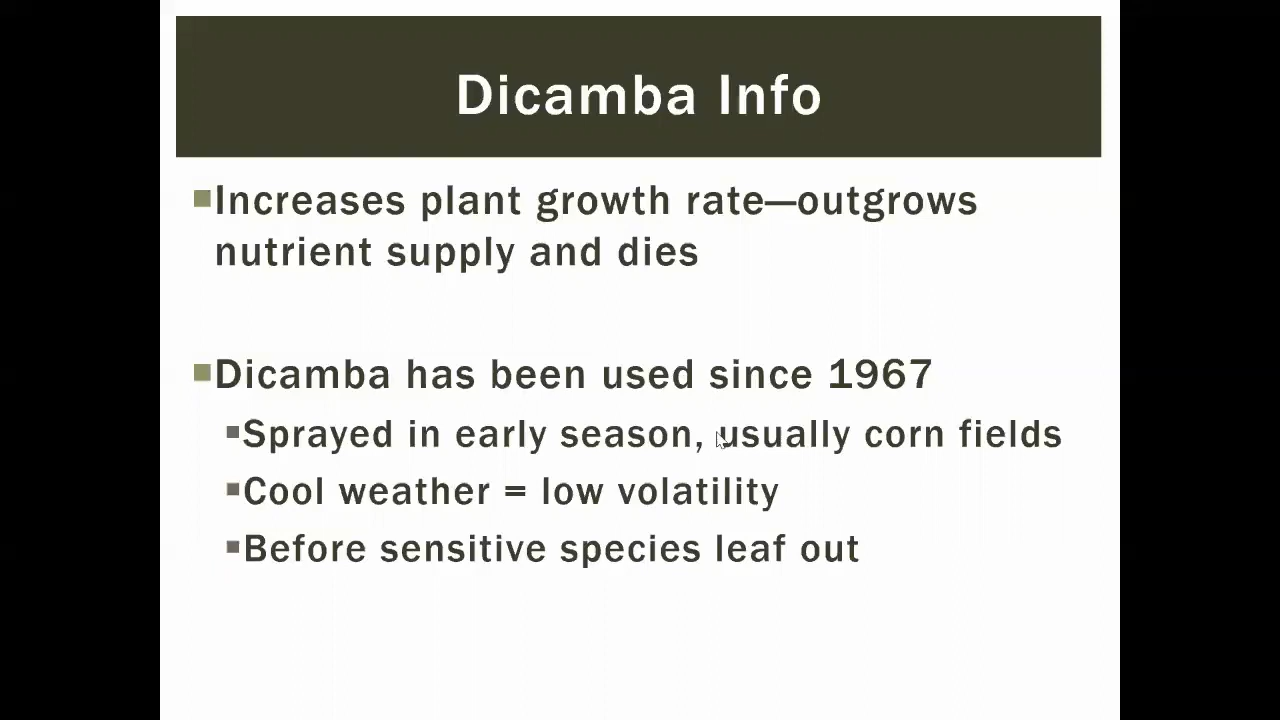 Dicamba Info
Increases plant growth rate—outgrows
nutrient supply and dies
Dicamba has been used since 1967
Sprayed in early season, usually corn fields
Cool weather = low volatility
Before sensitive species leaf out